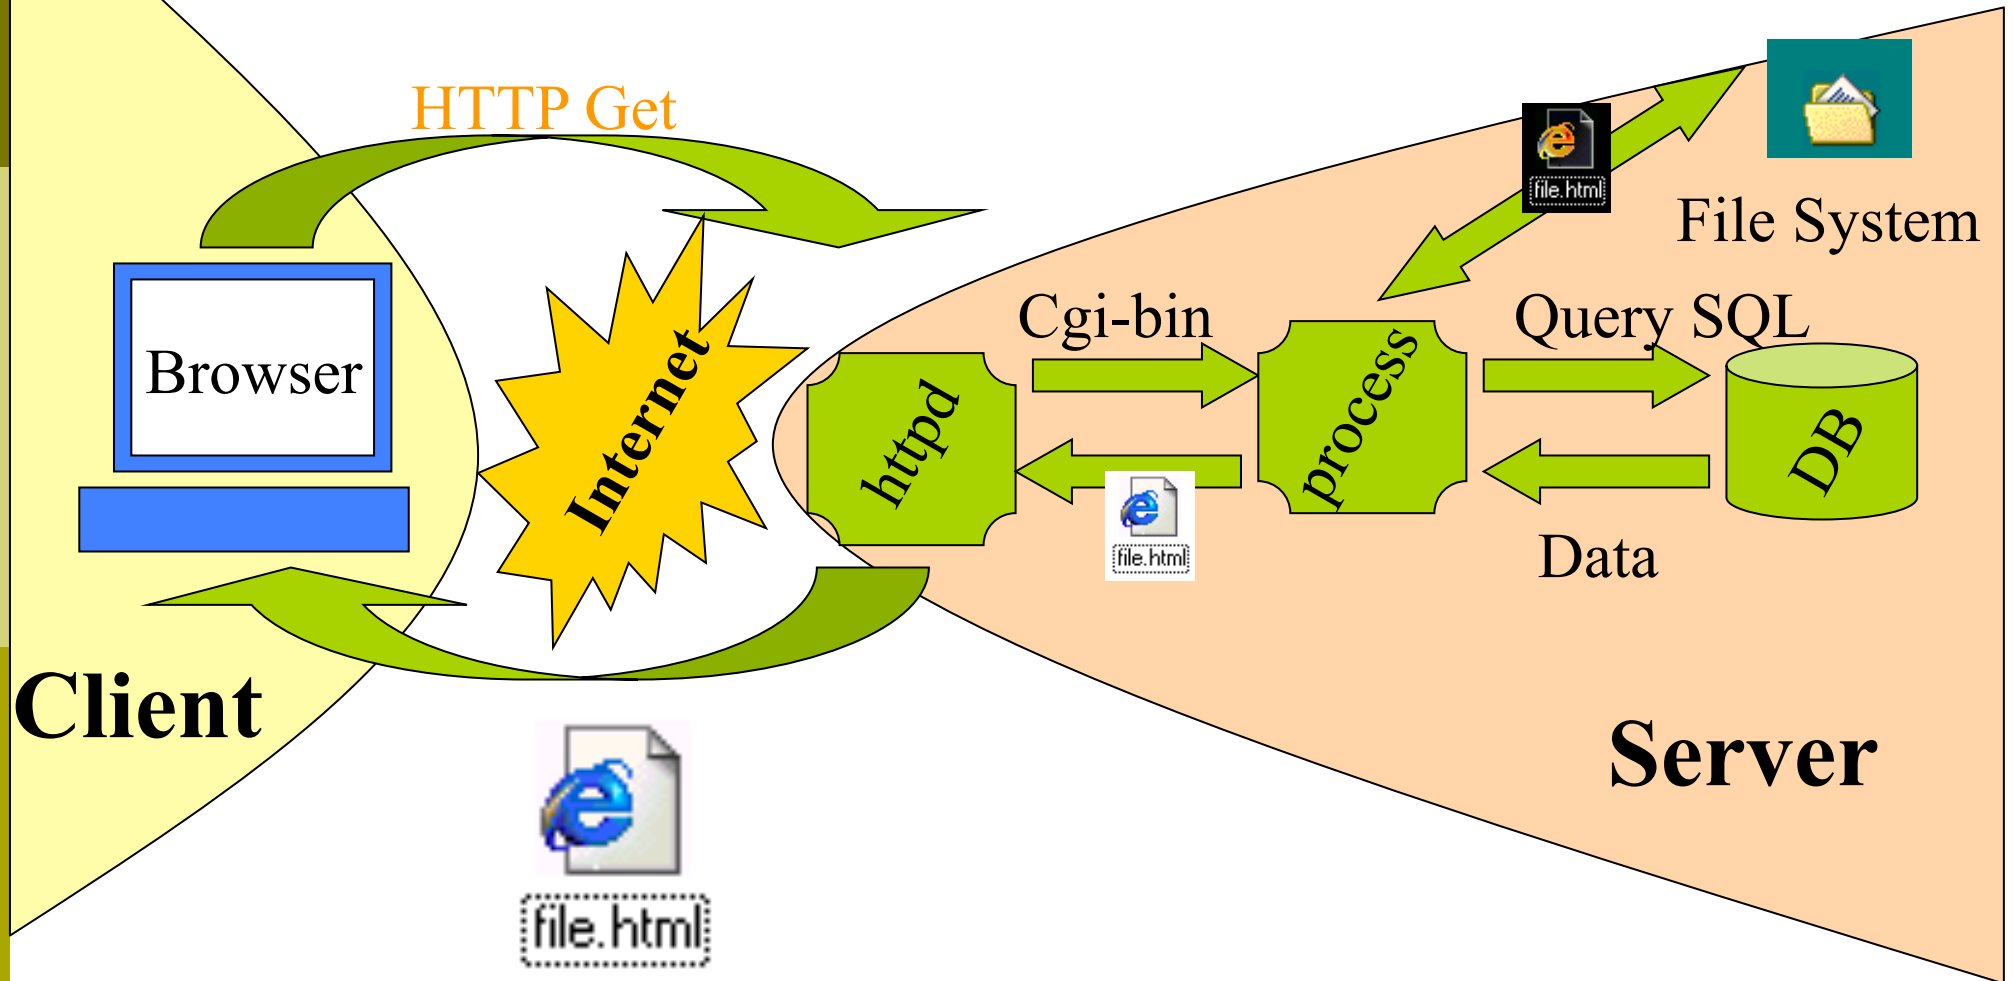 HTTP Get
file.html
File System
Cgi-bin
Query SQL
Browser
Internet
httpd
process
DB
file.html
Data
Client
Server
file.html